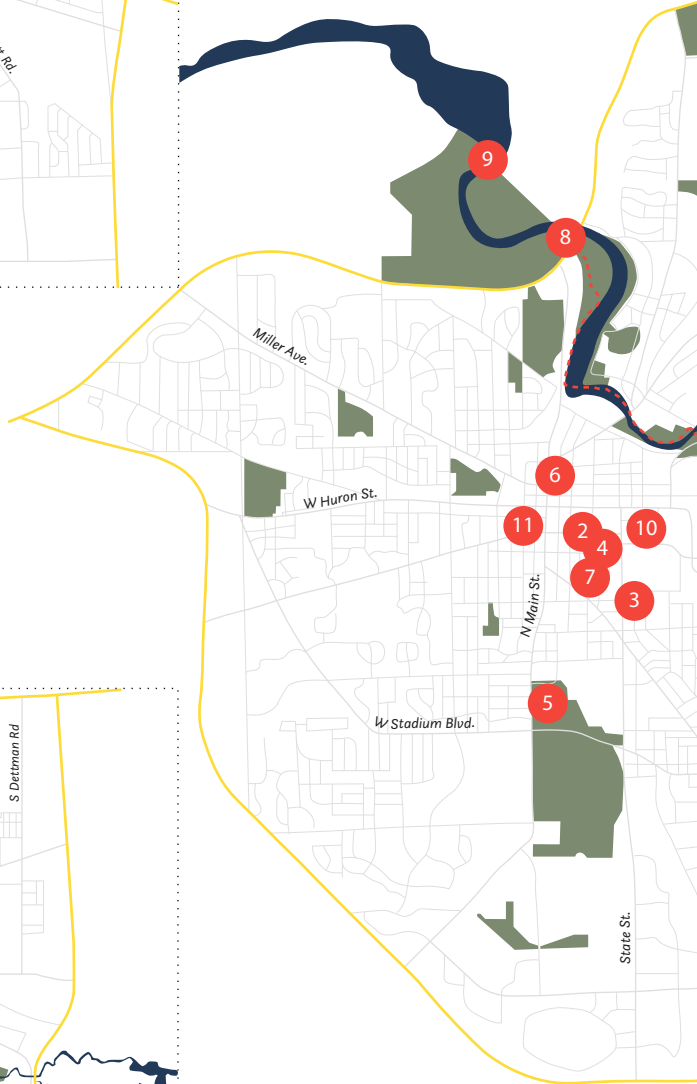 t Rd.
9
8
Miller Ave.
6
W Huron St.
11
2
10
4
7
3
N Main St.
5
W Stadium Blvd.
S Dettman Rd
State St.